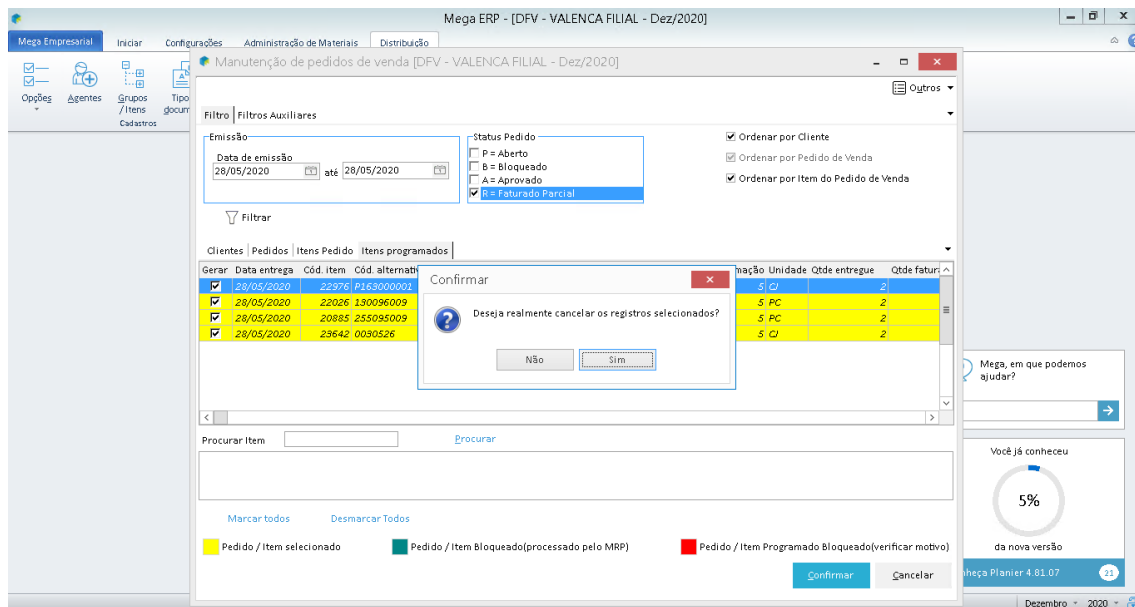 Mega ERP - [DFV - VALENCA FILIAL - Dez/2020]
Mega Empresarial Iniciar Configurações Administração de Materiais Distribuição
Opções Agentes Grupos / Itens Tipo docum
Cadastros
Manutenção de pedidos de venda [DFV - VALENCA FILIAL - Dez/2020]
Outros
Filtro Filtros Auxiliares
Emissão
Data de emissão
28/05/2020 até 28/05/2020
Status Pedido
P = Aberto
B = Bloqueado
A = Aprovado
R = Faturado Parcial
Ordenar por Cliente
Ordenar por Pedido de Venda
Ordenar por Item do Pedido de Venda
Filtrar
Clientes Pedidos Itens Pedido Itens programados
Gerar Data entrega Cód. item Cód. alternati mação Unidade Qtde entregue Qtde fatur
28/05/2020 22976 P163000001 5 CJ 2
28/05/2020 22026 130096009 5 PC 2
28/05/2020 20885 255095009 5 PC 2
28/05/2020 23642 0030526 5 CJ 2
Confirmar
Deseja realmente cancelar os registros selecionados?
Não Sim
Procurar Item Procurar
Marcar todos Desmarcar Todos
Pedido / Item selecionado Pedido / Item Bloqueado(processado pelo MRP) Pedido / Item Programado Bloqueado(verificar motivo)
Confirmar Cancelar
Mega, em que podemos
ajudar?
Você já conheceu
5%
da nova versão
nheça Planier 4.81.07 21
Dezembro 2020